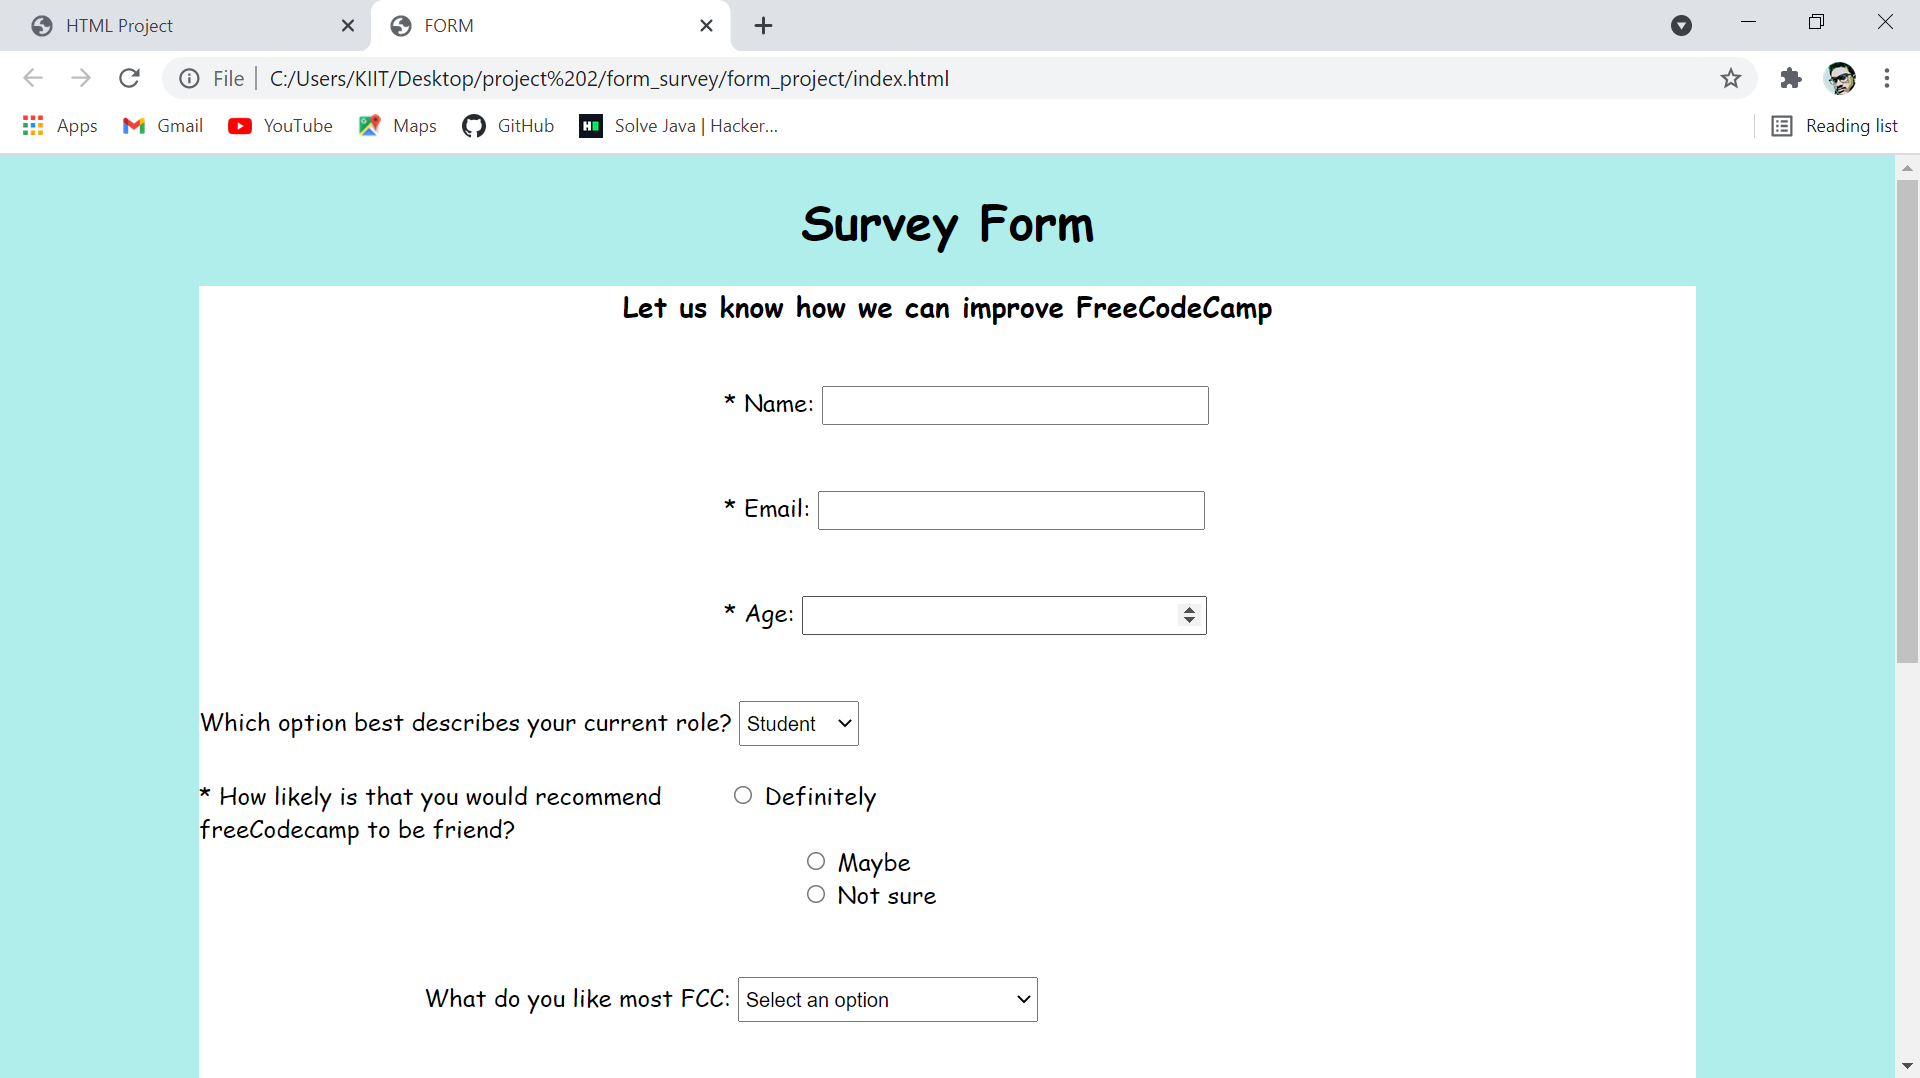 HTML Project
FORM
File
C:/Users/KIIT/Desktop/project%202/form_survey/form_project/index.html
Apps
Gmail
YouTube
Maps
GitHub
Solve Java | Hacker...
Reading list
Survey Form
Let us know how we can improve FreeCodeCamp
* Name:
* Email:
* Age:
Which option best describes your current role? Student
* How likely is that you would recommend
freeCodecamp to be friend?
Definitely
Maybe
Not sure
What do you like most FCC: Select an option